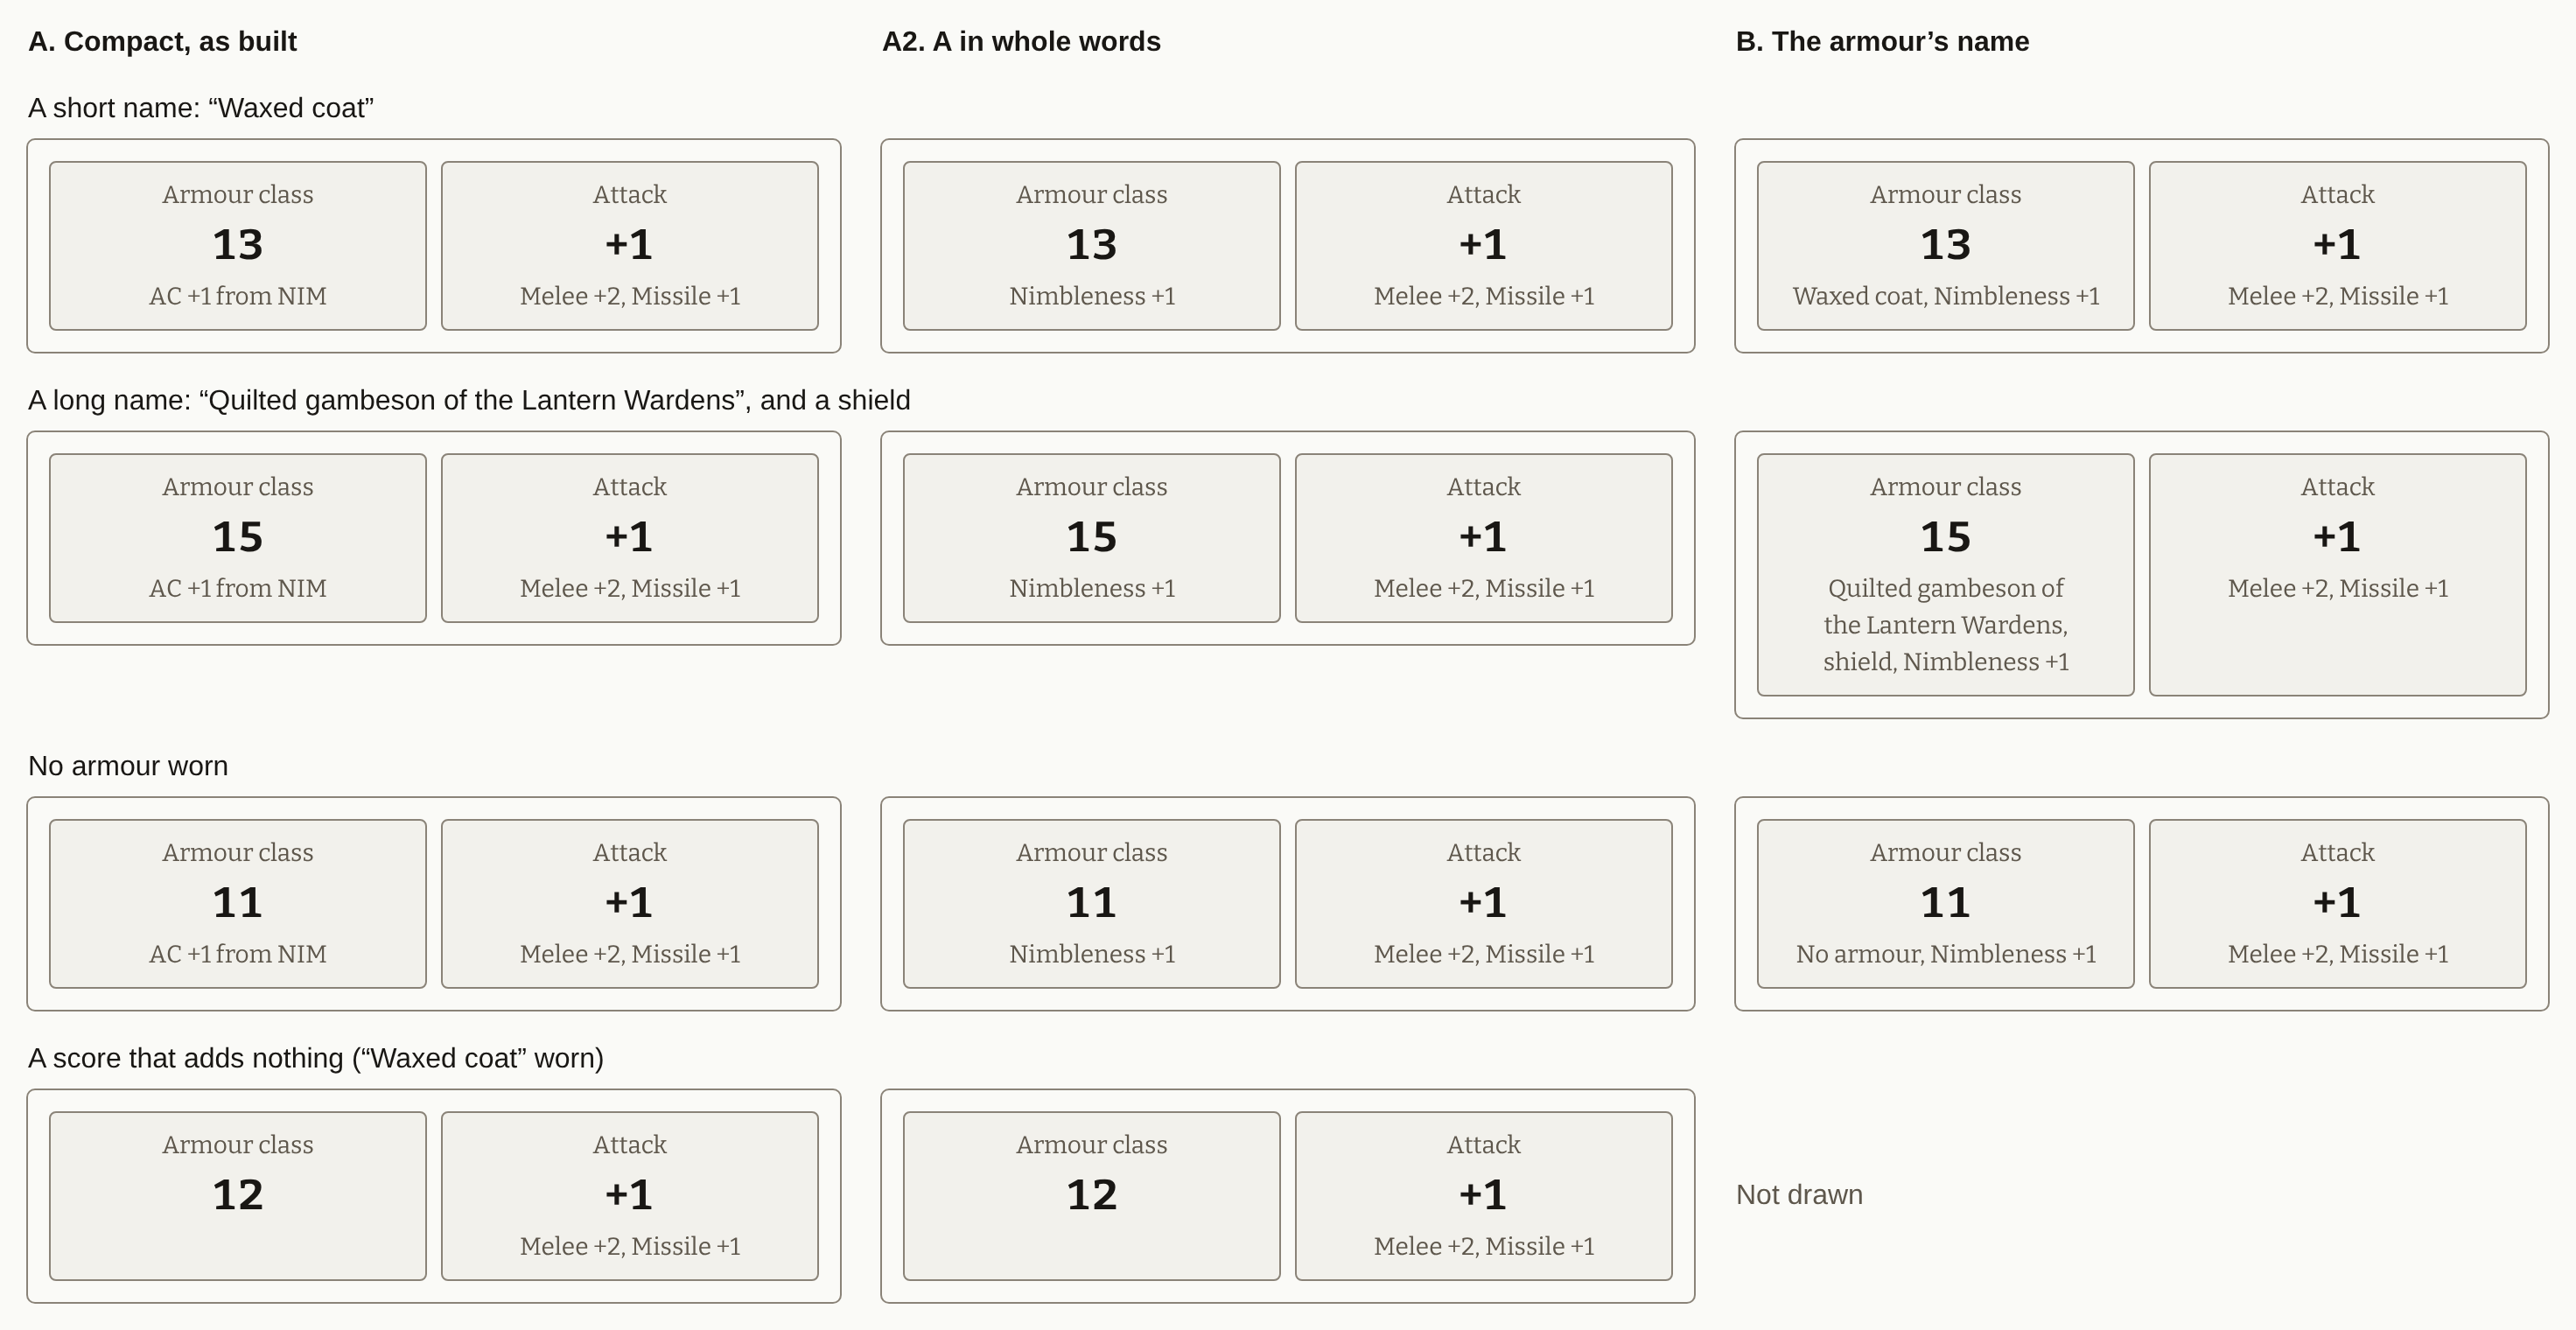 A. Compact, as built
A2. A in whole words
B. The armour’s name
A short name: “Waxed coat”
Armour class
13
AC +1 from NIM
Attack
+1
Melee +2, Missile +1
Armour class
13
Nimbleness +1
Attack
+1
Melee +2, Missile +1
Armour class
13
Waxed coat, Nimbleness +1
Attack
+1
Melee +2, Missile +1
A long name: “Quilted gambeson of the Lantern Wardens”, and a shield
Armour class
15
AC +1 from NIM
Attack
+1
Melee +2, Missile +1
Armour class
15
Nimbleness +1
Attack
+1
Melee +2, Missile +1
Armour class
15
Quilted gambeson of
the Lantern Wardens,
shield, Nimbleness +1
Attack
+1
Melee +2, Missile +1
No armour worn
Armour class
11
AC +1 from NIM
Attack
+1
Melee +2, Missile +1
Armour class
11
Nimbleness +1
Attack
+1
Melee +2, Missile +1
Armour class
11
No armour, Nimbleness +1
Attack
+1
Melee +2, Missile +1
A score that adds nothing (“Waxed coat” worn)
Armour class
12
Attack
+1
Melee +2, Missile +1
Armour class
12
Attack
+1
Melee +2, Missile +1
Not drawn